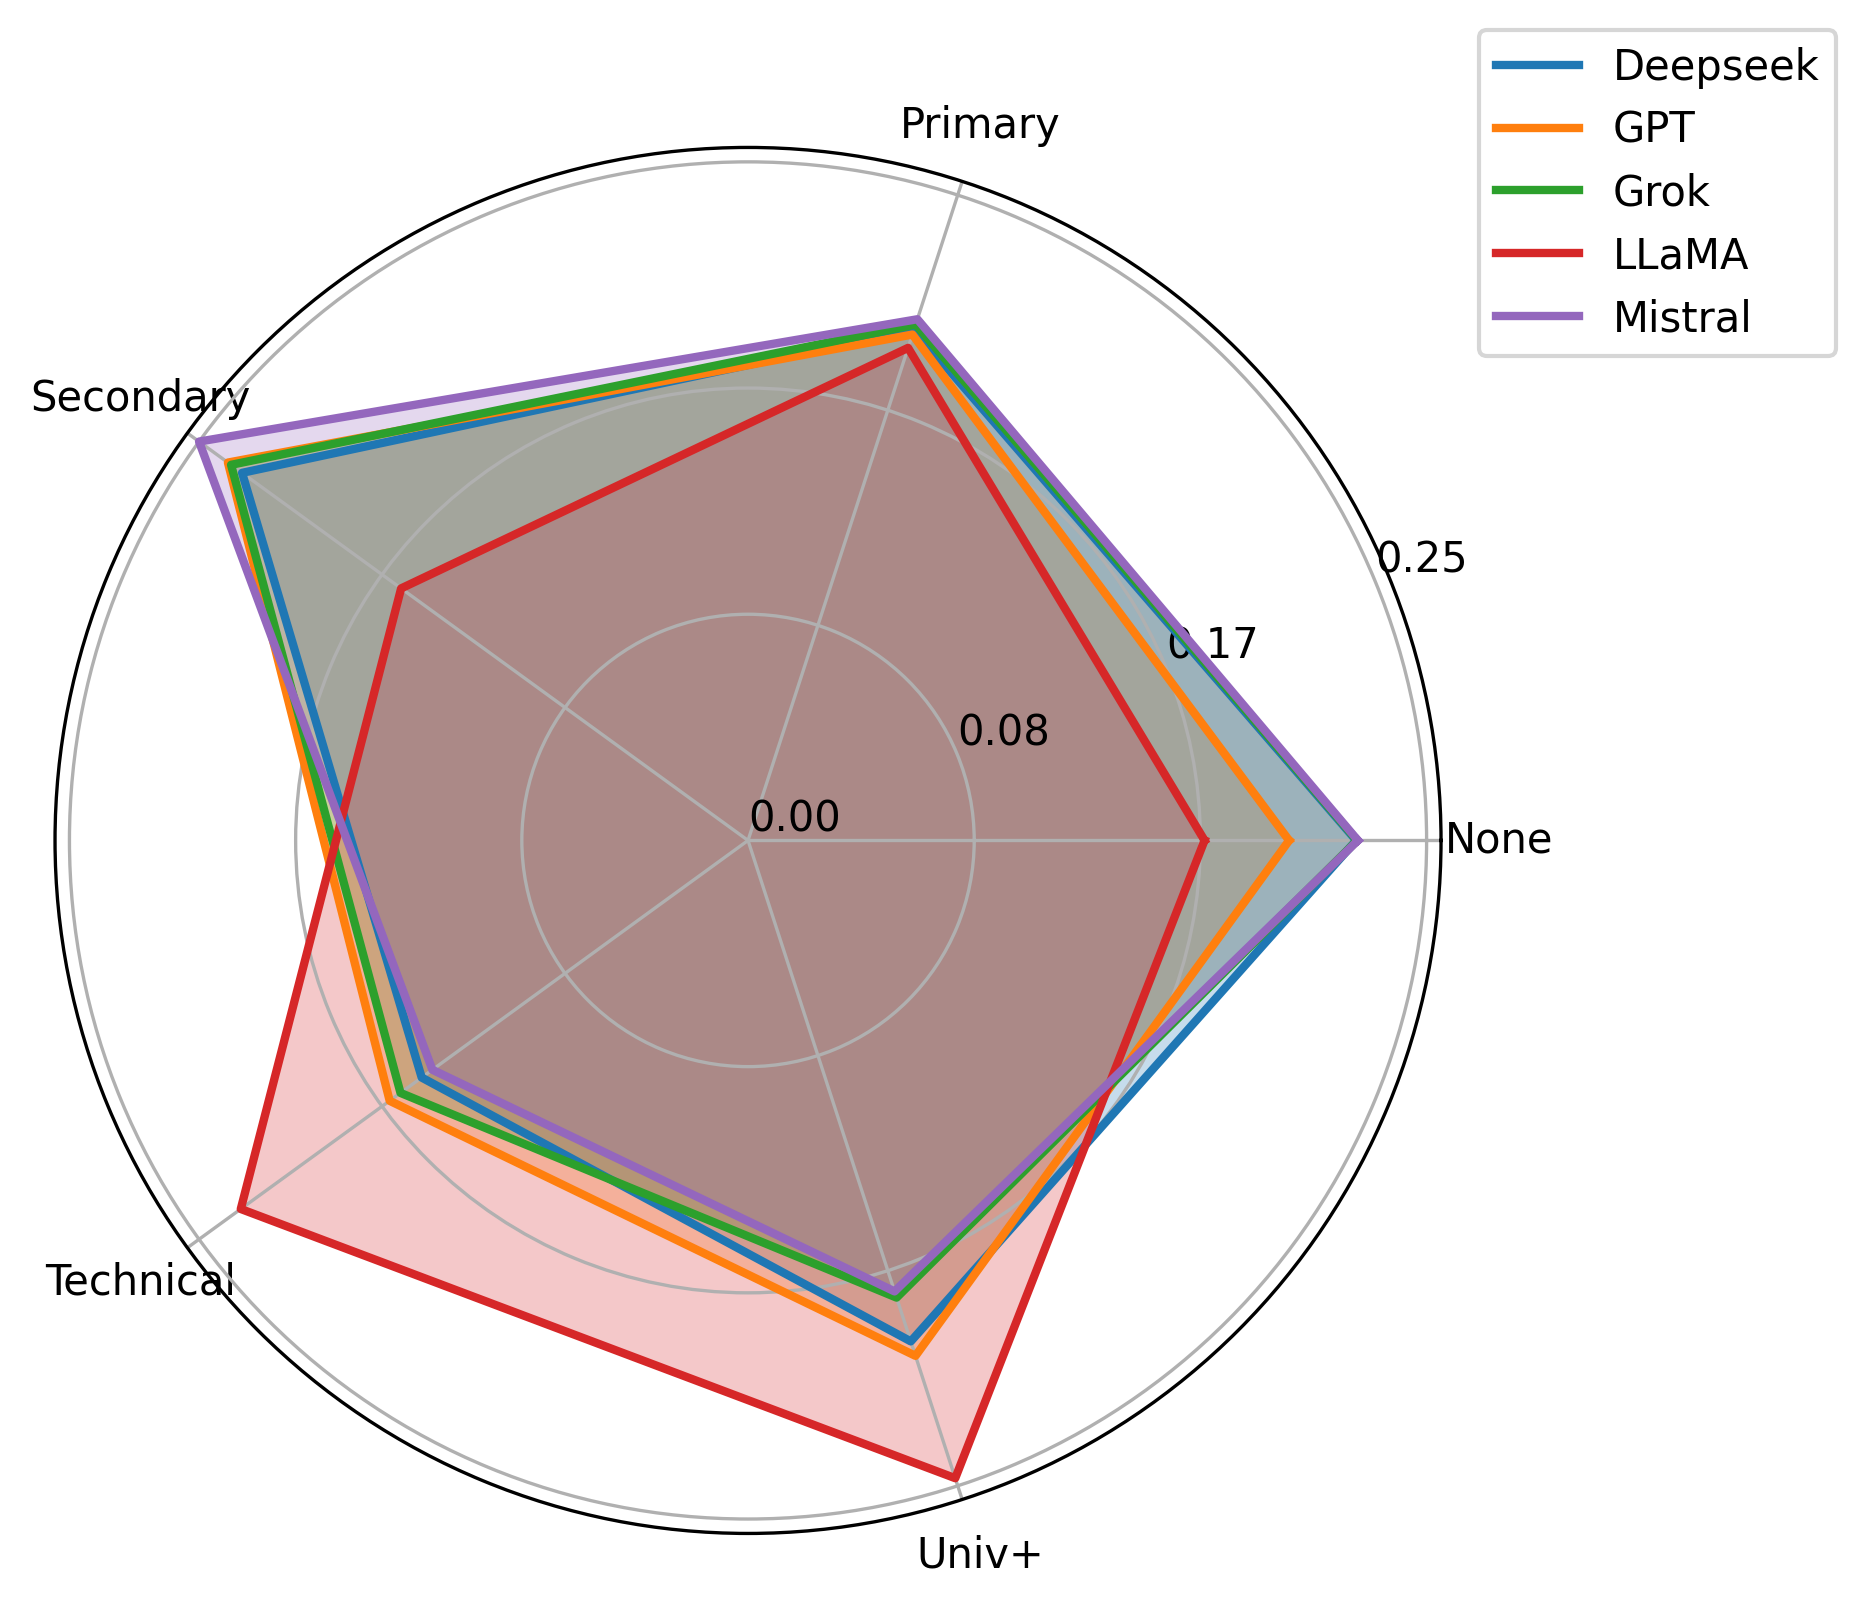 Deepseek
GPT
Grok
LLaMA
Mistral
Primary
Secondary
0.25
0.17
0.08
0.00
None
Technical
Univ+